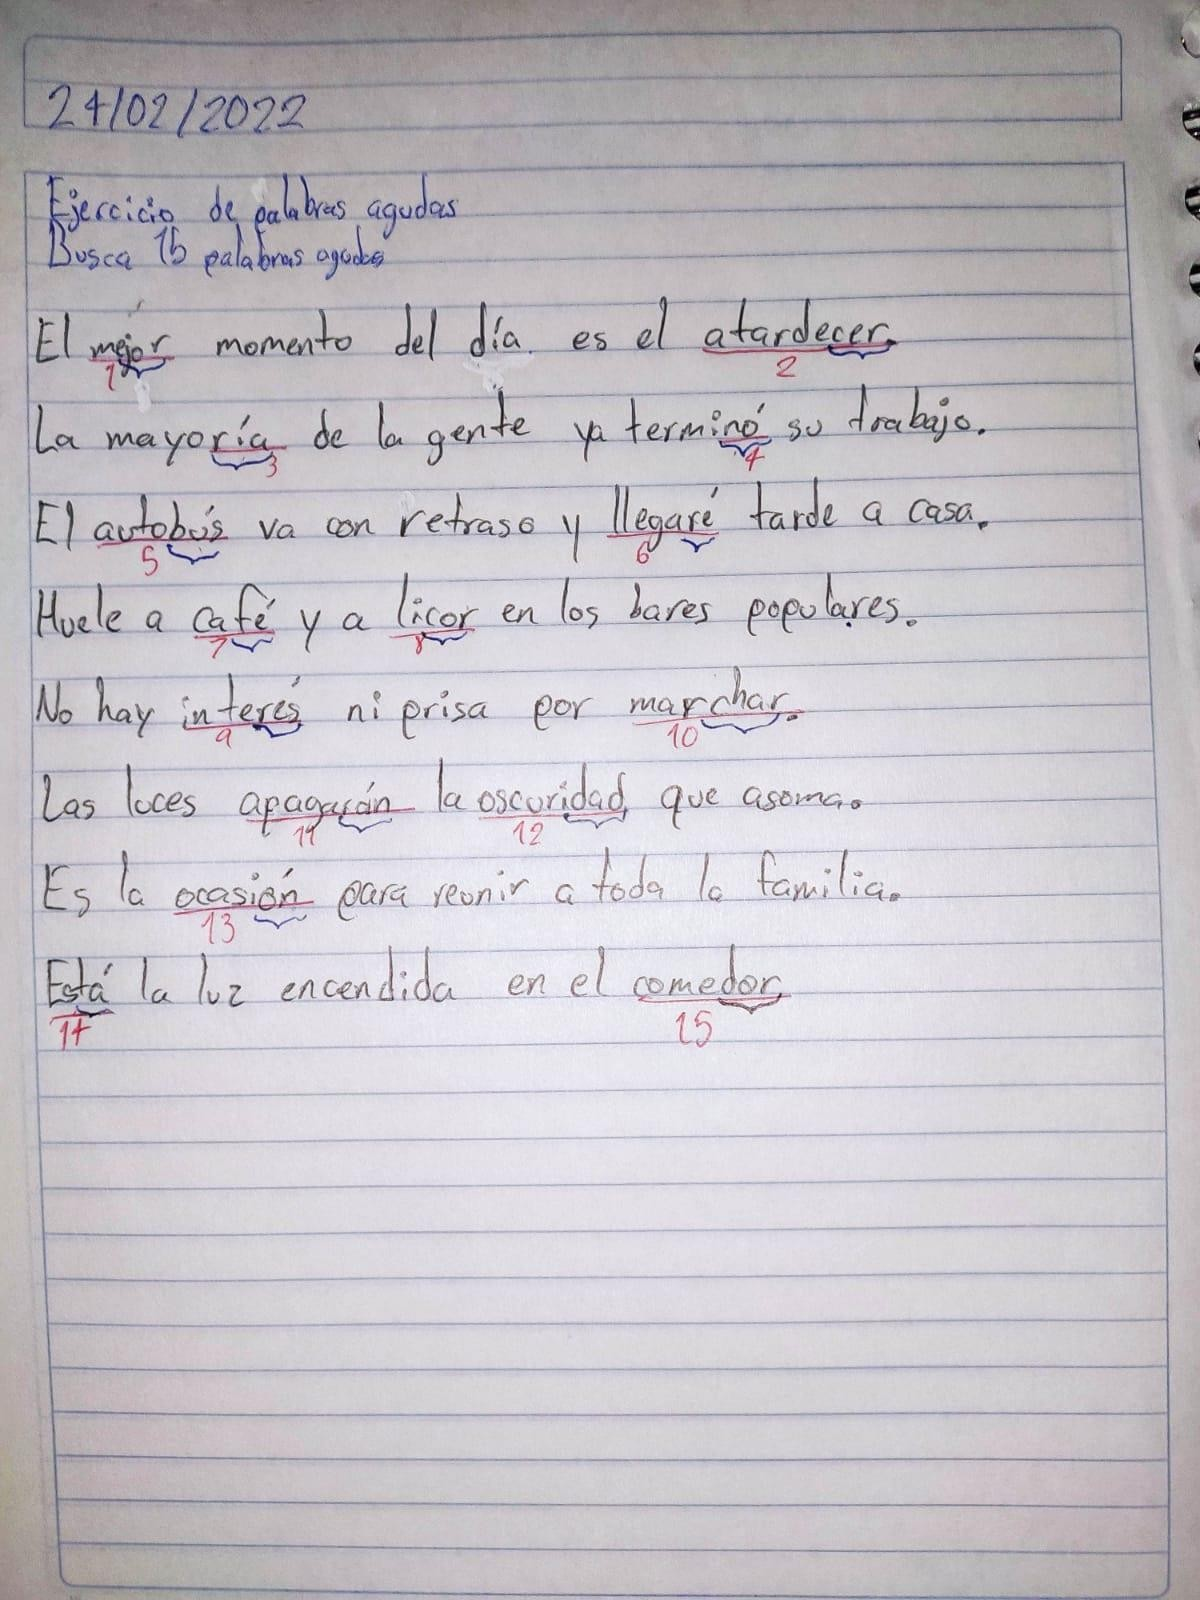 24/02/2022
Ejercicio de palabras agudas
Busca 15 palabras agudas
El mejor momento del día es el atardecer.
1 2
La mayoría de la gente ya terminó su trabajo.
3 4
El autobús va con retraso y llegaré tarde a casa.
5 6
Huele a café y a licor en los bares populares.
7 8
No hay interés ni prisa por marchar.
9 10
Las luces apagarán la oscuridad que asoma.
11 12
Es la ocasión para reunir a toda la familia.
13
Está la luz encendida en el comedor
14 15